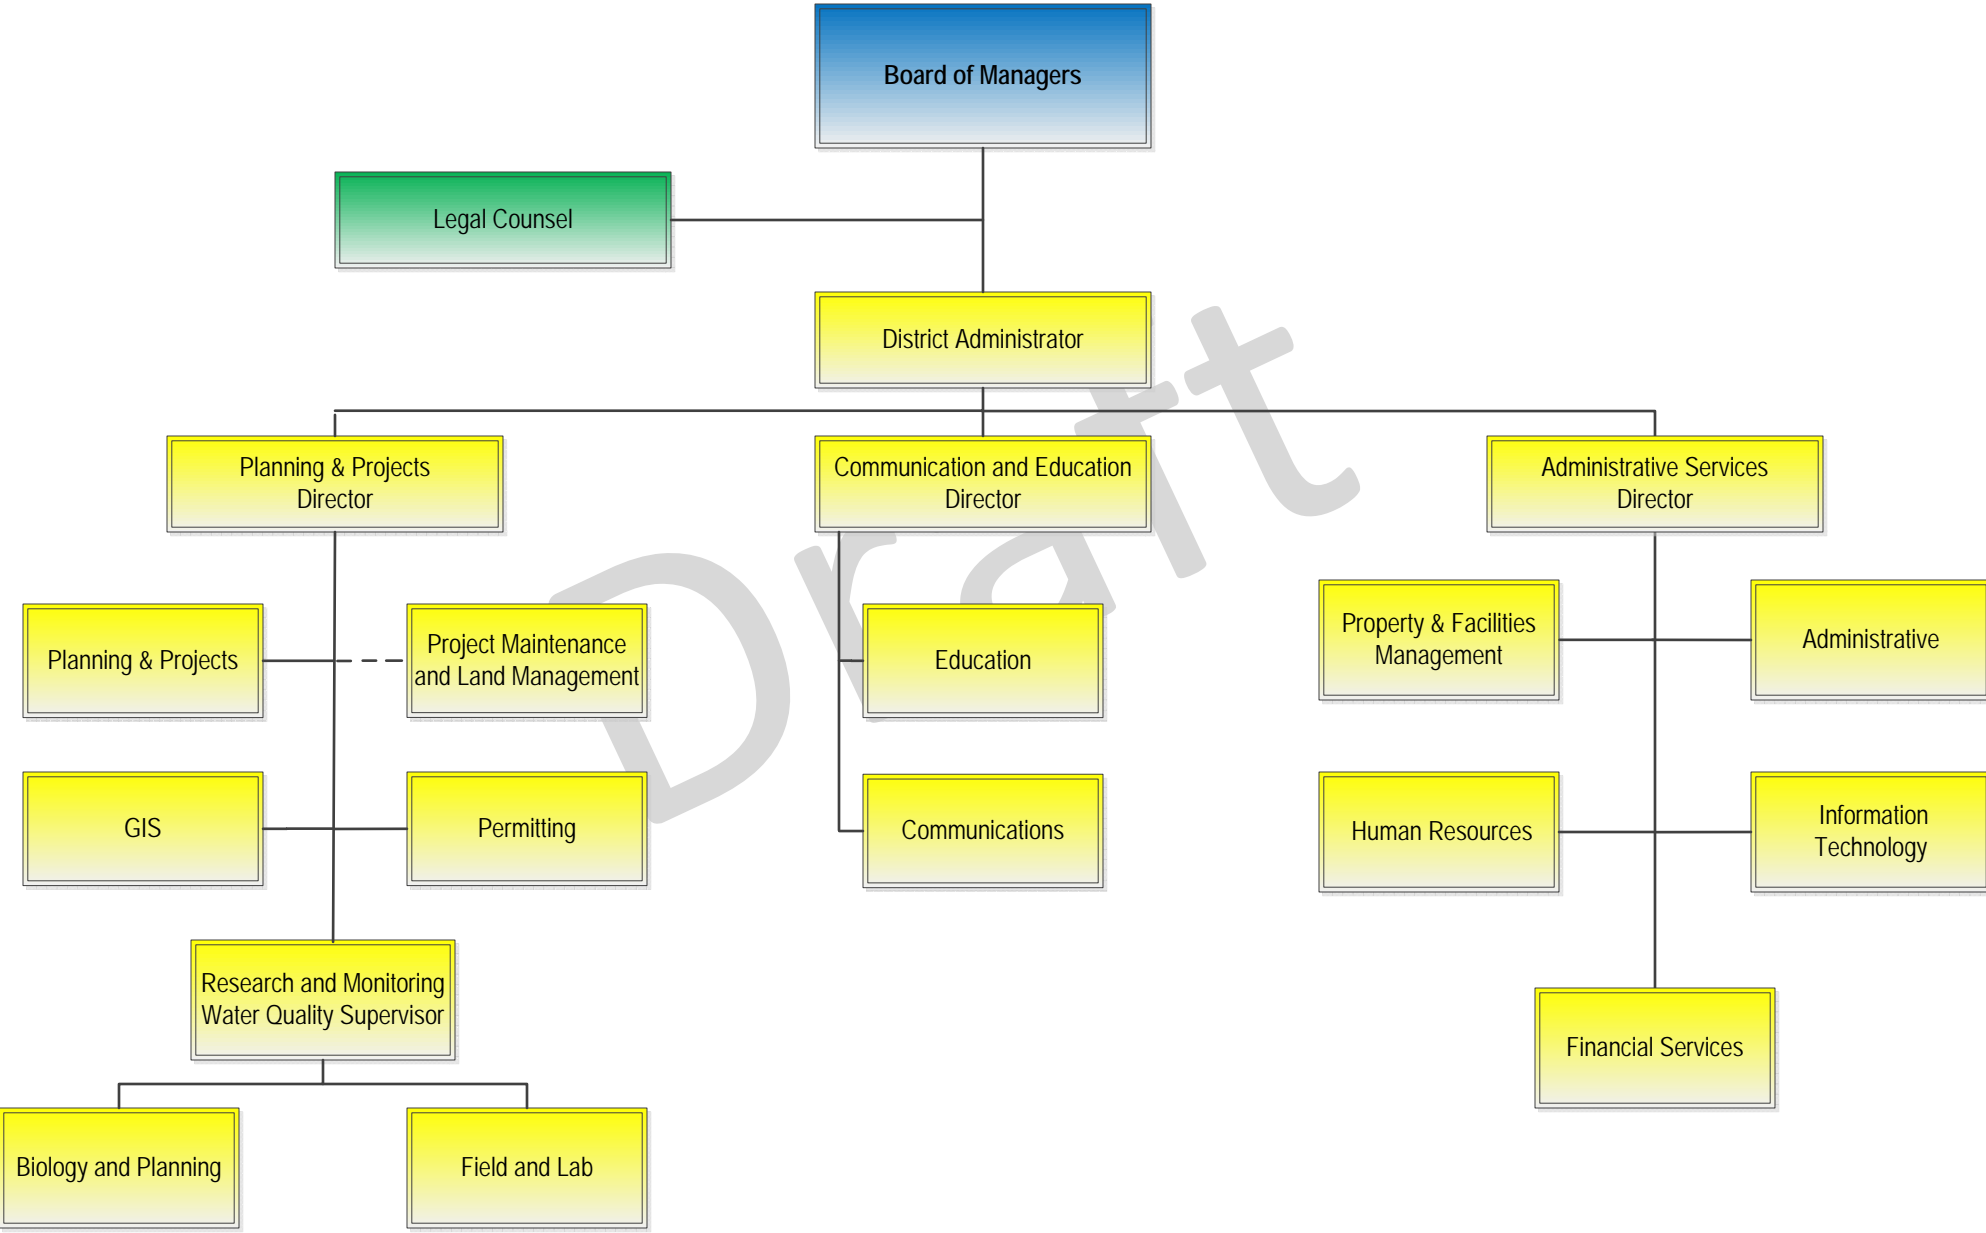 Board of Managers
Legal Counsel
District Administrator
Planning & Projects
Director
Communication and Education
Director
Administrative Services
Director
Planning & Projects
Project Maintenance
and Land Management
Education
Property & Facilities
Management
Administrative
GIS
Permitting
Communications
Human Resources
Information
Technology
Research and Monitoring
Water Quality Supervisor
Financial Services
Biology and Planning
Field and Lab
Draft